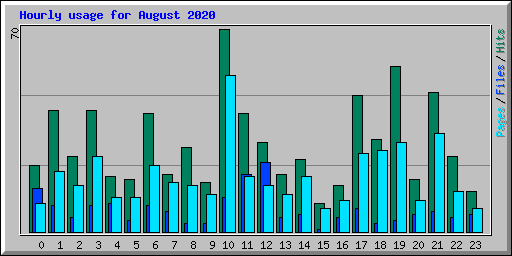 Hourly usage for August 2020
70
Pages/Files/Hits
0 1 2 3 4 5 6 7 8 9 10 11 12 13 14 15 16 17 18 19 20 21 22 23